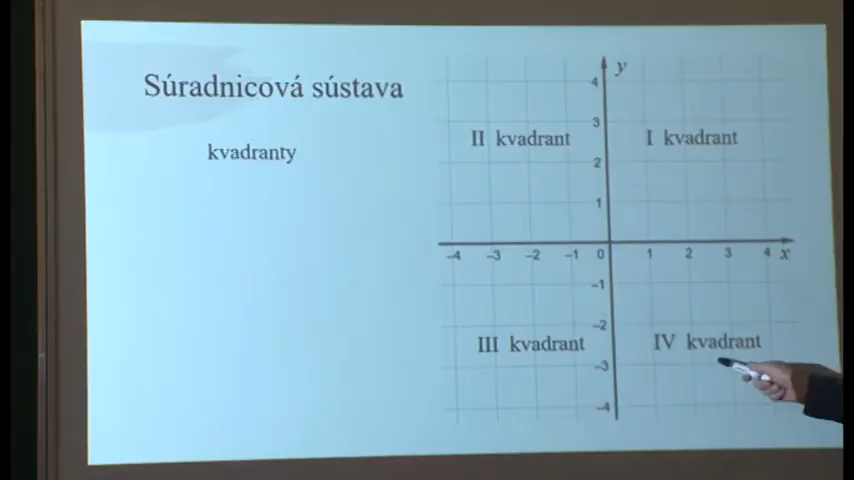 Súradnicová sústava
kvadranty
y
4
3
II kvadrant
I kvadrant
2
1
-4 -3 -2 -1 0 1 2 3 4 x
-1
-2
III kvadrant
IV kvadrant
-3
-4